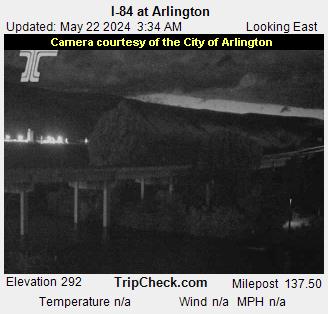 I-84 at Arlington
Updated: May 22 2024 3:34 AM Looking East
Camera courtesy of the City of Arlington
Elevation 292 TripCheck.com Milepost 137.50
Temperature n/a Wind n/a MPH n/a